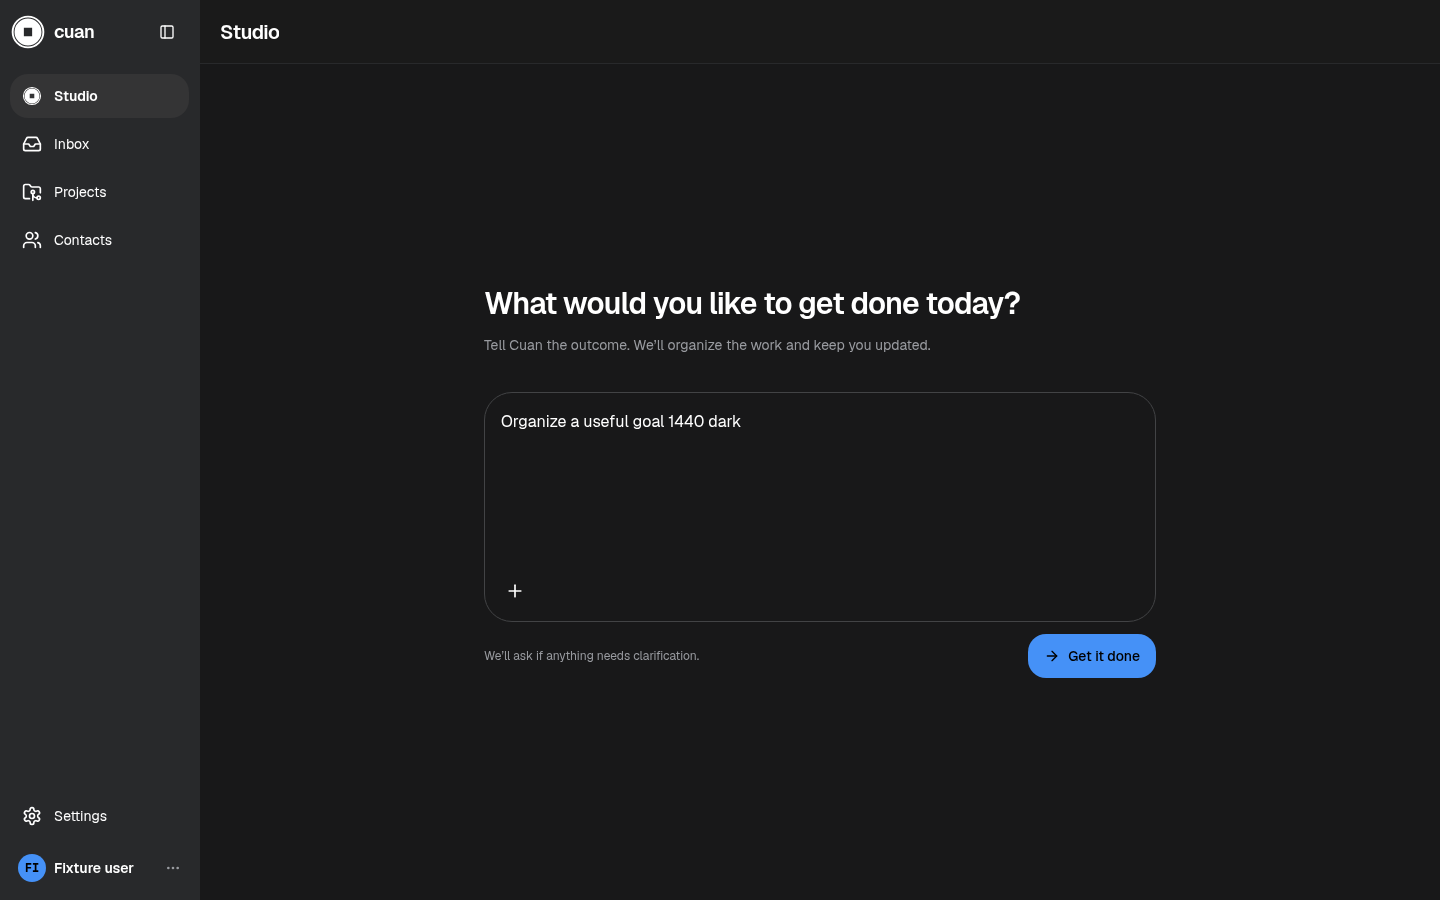 cuan
Studio
Inbox
Projects
Contacts
Settings
FI
Fixture user
Studio
What would you like to get done today?
Tell Cuan the outcome. We'll organize the work and keep you updated.
Organize a useful goal 1440 dark
We'll ask if anything needs clarification.
Get it done